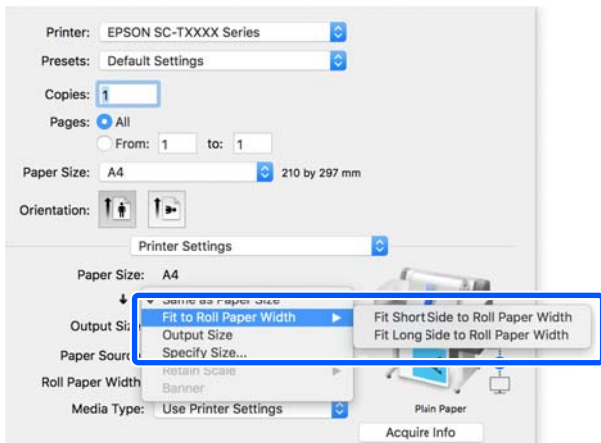 Printer: EPSON SC-TXXXX Series
Presets: Default Settings
Copies: 1
Pages: All
From: 1 to: 1
Paper Size: A4 210 by 297 mm
Orientation:
Printer Settings
Paper Size: A4
Same as Paper Size
Fit to Roll Paper Width
Fit Short Side to Roll Paper Width
Output Size
Fit Long Side to Roll Paper Width
Paper Source
Specify Size...
Retain Scale
Roll Paper Width
Banner
Media Type: Use Printer Settings
Plain Paper
Acquire Info